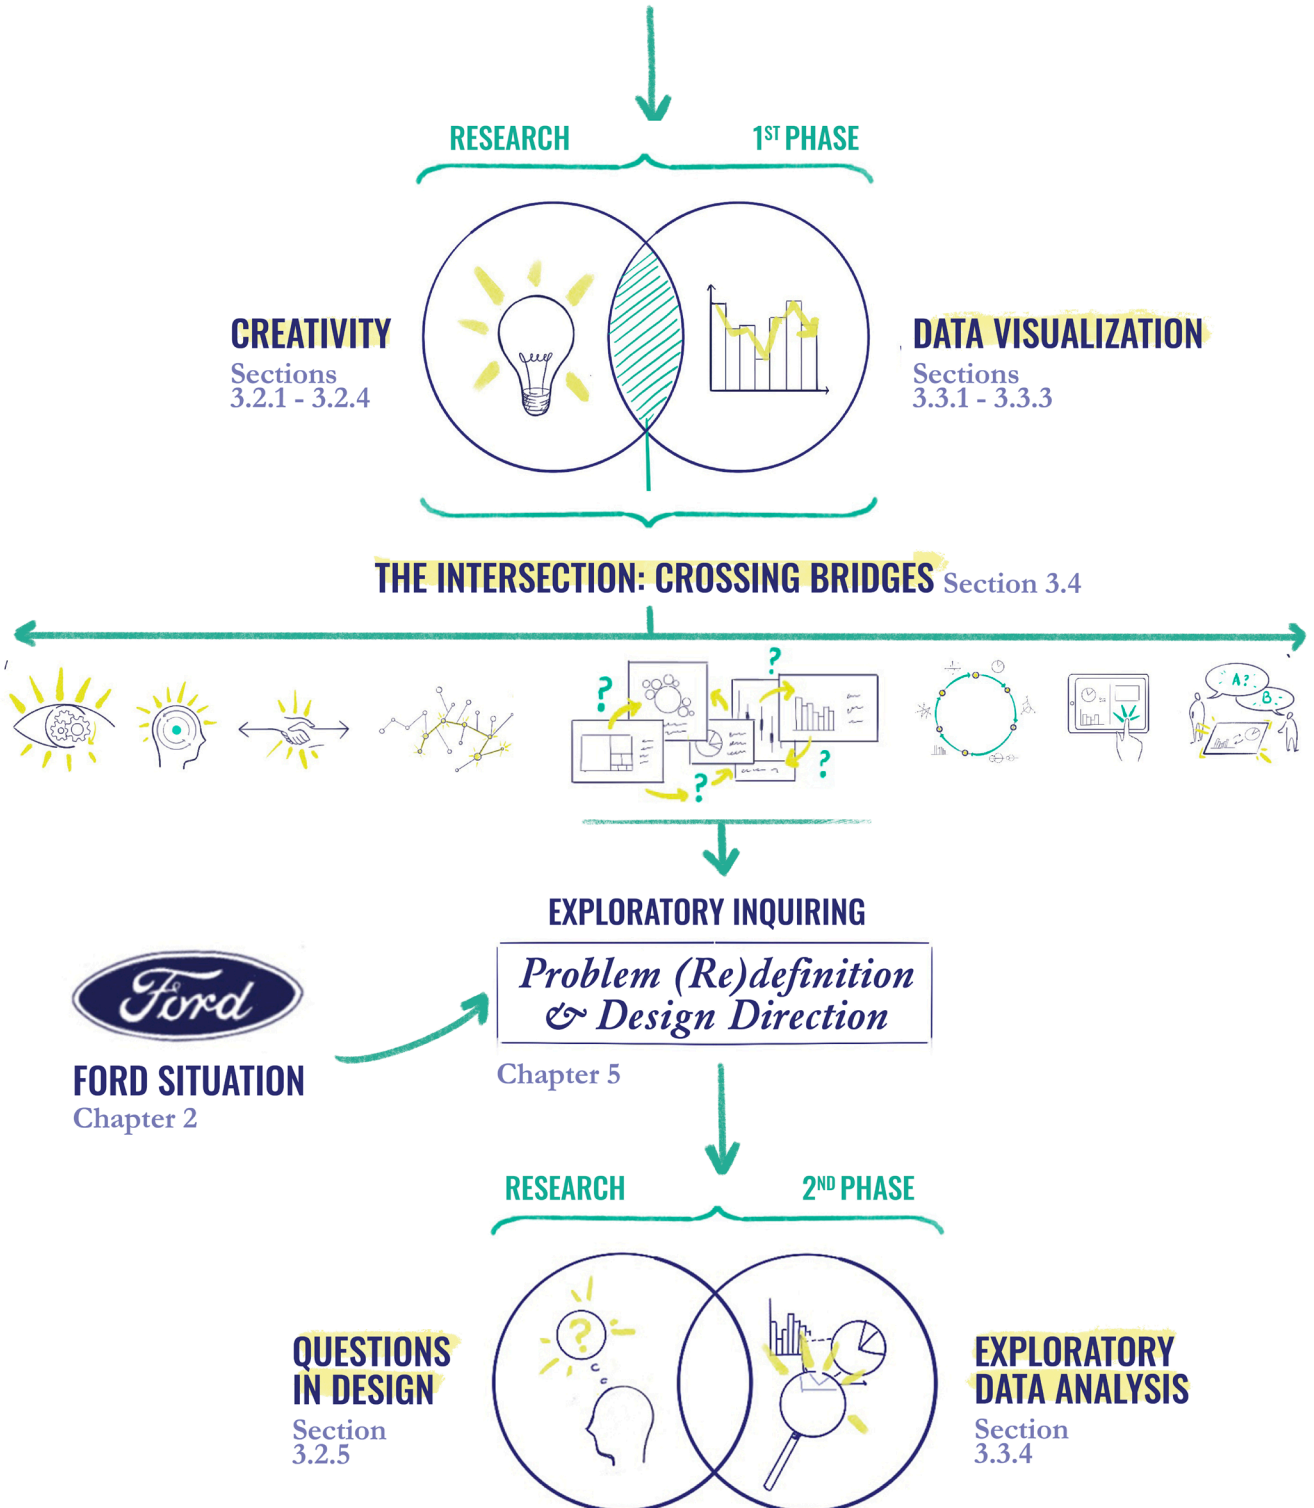 RESEARCH
1ST PHASE
CREATIVITY
Sections
3.2.1 - 3.2.4
DATA VISUALIZATION
Sections
3.3.1 - 3.3.3
THE INTERSECTION: CROSSING BRIDGES Section 3.4
?
?
?
?
A?
B.
EXPLORATORY INQUIRING
Problem (Re)definition
& Design Direction
Chapter 5
Ford
FORD SITUATION
Chapter 2
RESEARCH
2ND PHASE
?
QUESTIONS
IN DESIGN
Section
3.2.5
EXPLORATORY
DATA ANALYSIS
Section
3.3.4